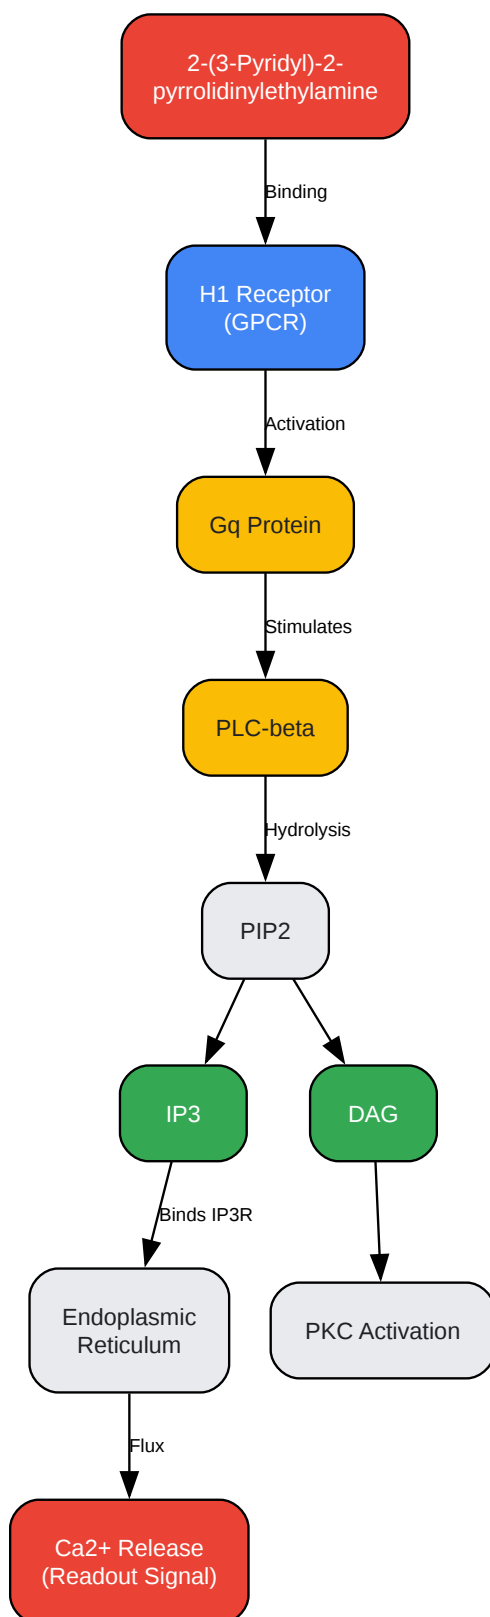 2-(3-Pyridyl)-2-
pyrrolidinylethylamine
Binding
H1 Receptor
(GPCR)
Activation
Gq Protein
Stimulates
PLC-beta
Hydrolysis
PIP2
IP3
DAG
Binds IP3R
Endoplasmic
Reticulum
PKC Activation
Flux
Ca2+ Release
(Readout Signal)